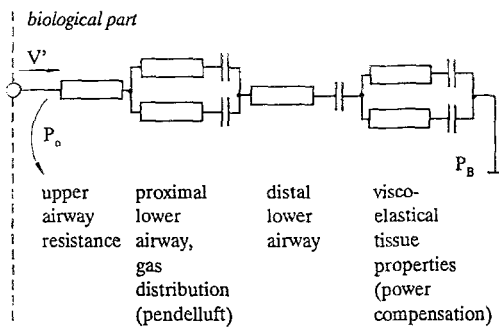 biological part
V'
P₀
P_B
upper
airway
resistance
proximal
lower
airway,
gas
distribution
(pendelluft)
distal
lower
airway
visco-
elastical
tissue
properties
(power
compensation)